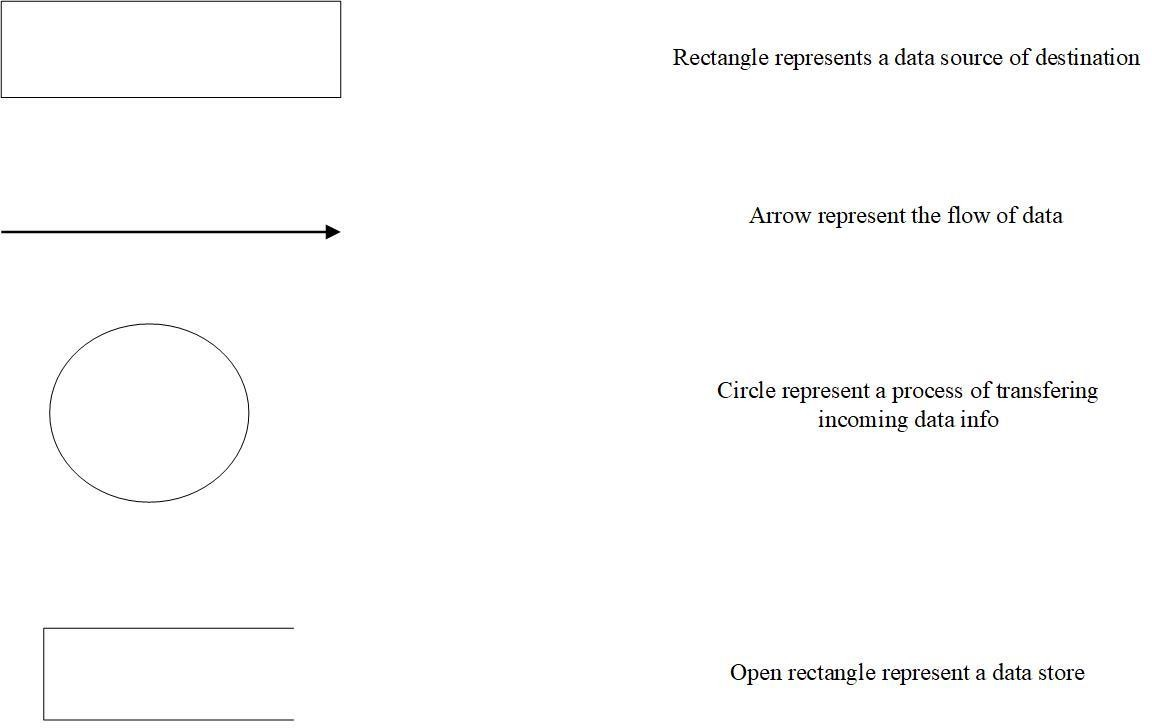 Rectangle represents a data source of destination
Arrow represent the flow of data
Circle represent a process of transfering
incoming data info
Open rectangle represent a data store